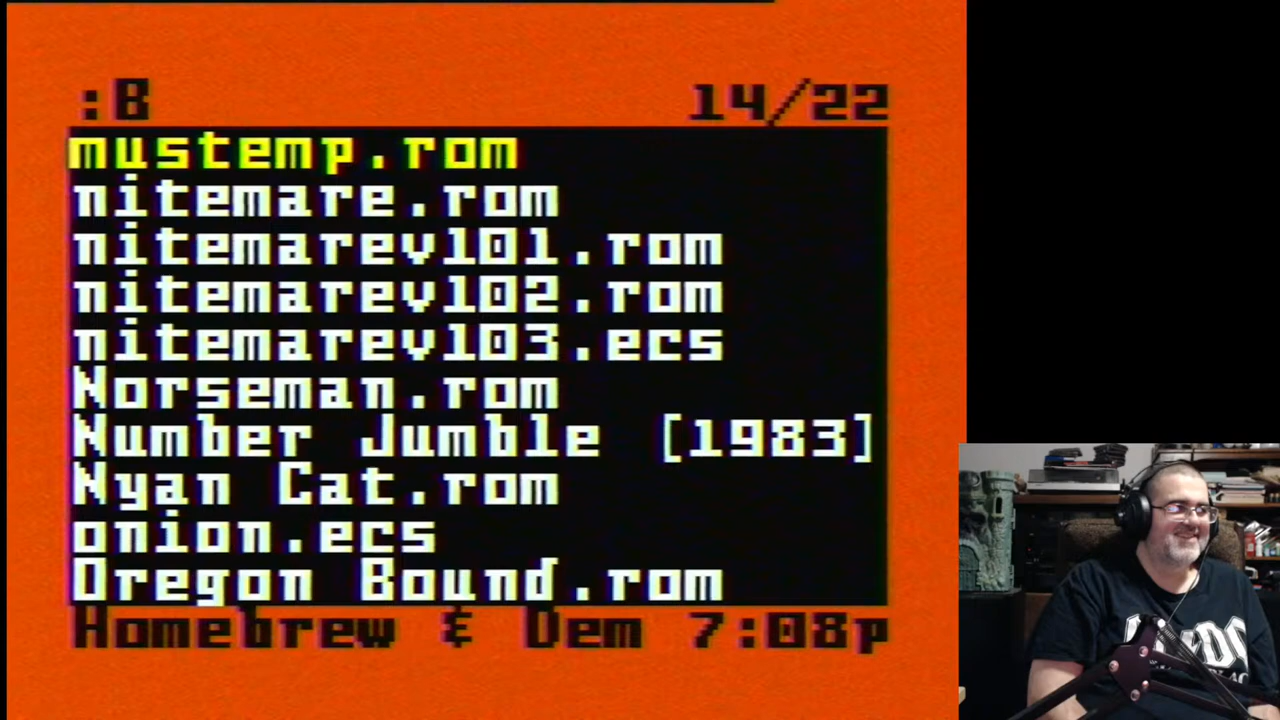 :B 14/22
mustemp.rom
nitemare.rom
nitemarev101.rom
nitemarev102.rom
nitemarev103.ecs
Norseman.rom
Number Jumble [1983]
Nyan Cat.rom
onion.ecs
Oregon Bound.rom
Homebrew & Dem 7:08p